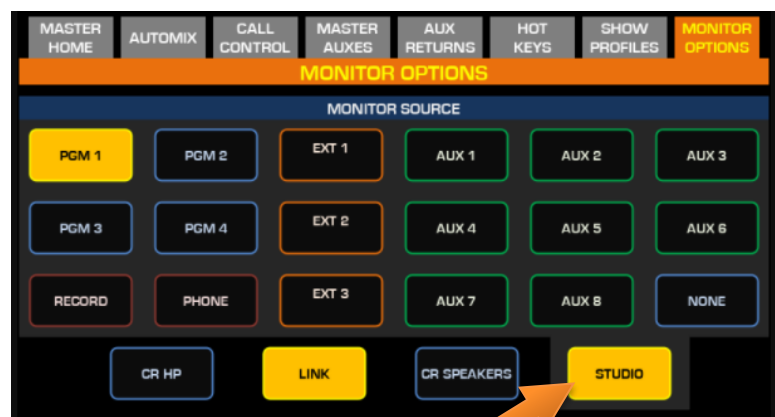 MASTER HOME
AUTOMIX
CALL CONTROL
MASTER AUXES
AUX RETURNS
HOT KEYS
SHOW PROFILES
MONITOR OPTIONS
MONITOR OPTIONS
MONITOR SOURCE
PGM 1 PGM 2 EXT 1 AUX 1 AUX 2 AUX 3
PGM 3 PGM 4 EXT 2 AUX 4 AUX 5 AUX 6
RECORD PHONE EXT 3 AUX 7 AUX 8 NONE
CR HP LINK CR SPEAKERS STUDIO